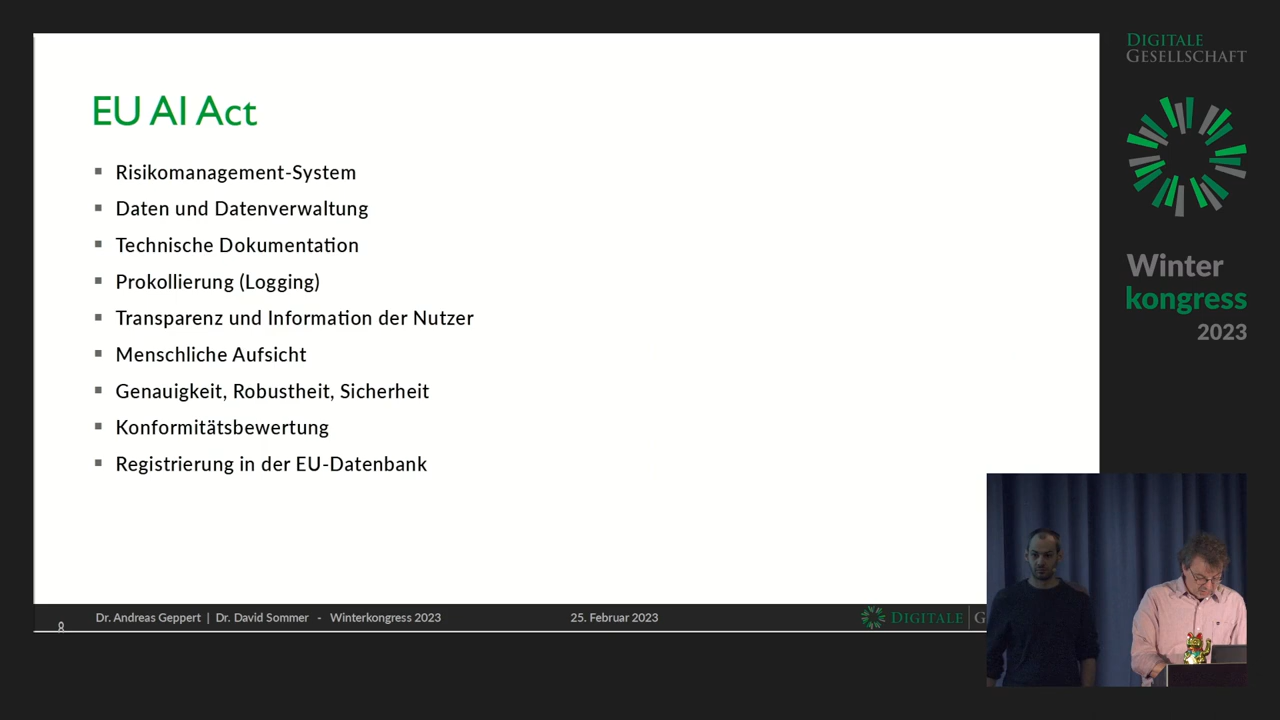 EU AI Act
Risikomanagement-System
Daten und Datenverwaltung
Technische Dokumentation
Prokollierung (Logging)
Transparenz und Information der Nutzer
Menschliche Aufsicht
Genauigkeit, Robustheit, Sicherheit
Konformitätsbewertung
Registrierung in der EU-Datenbank
8
Dr. Andreas Geppert | Dr. David Sommer - Winterkongress 2023
25. Februar 2023
DIGITALE G
DIGITALE
GESELLSCHAFT
Winter
kongress
2023